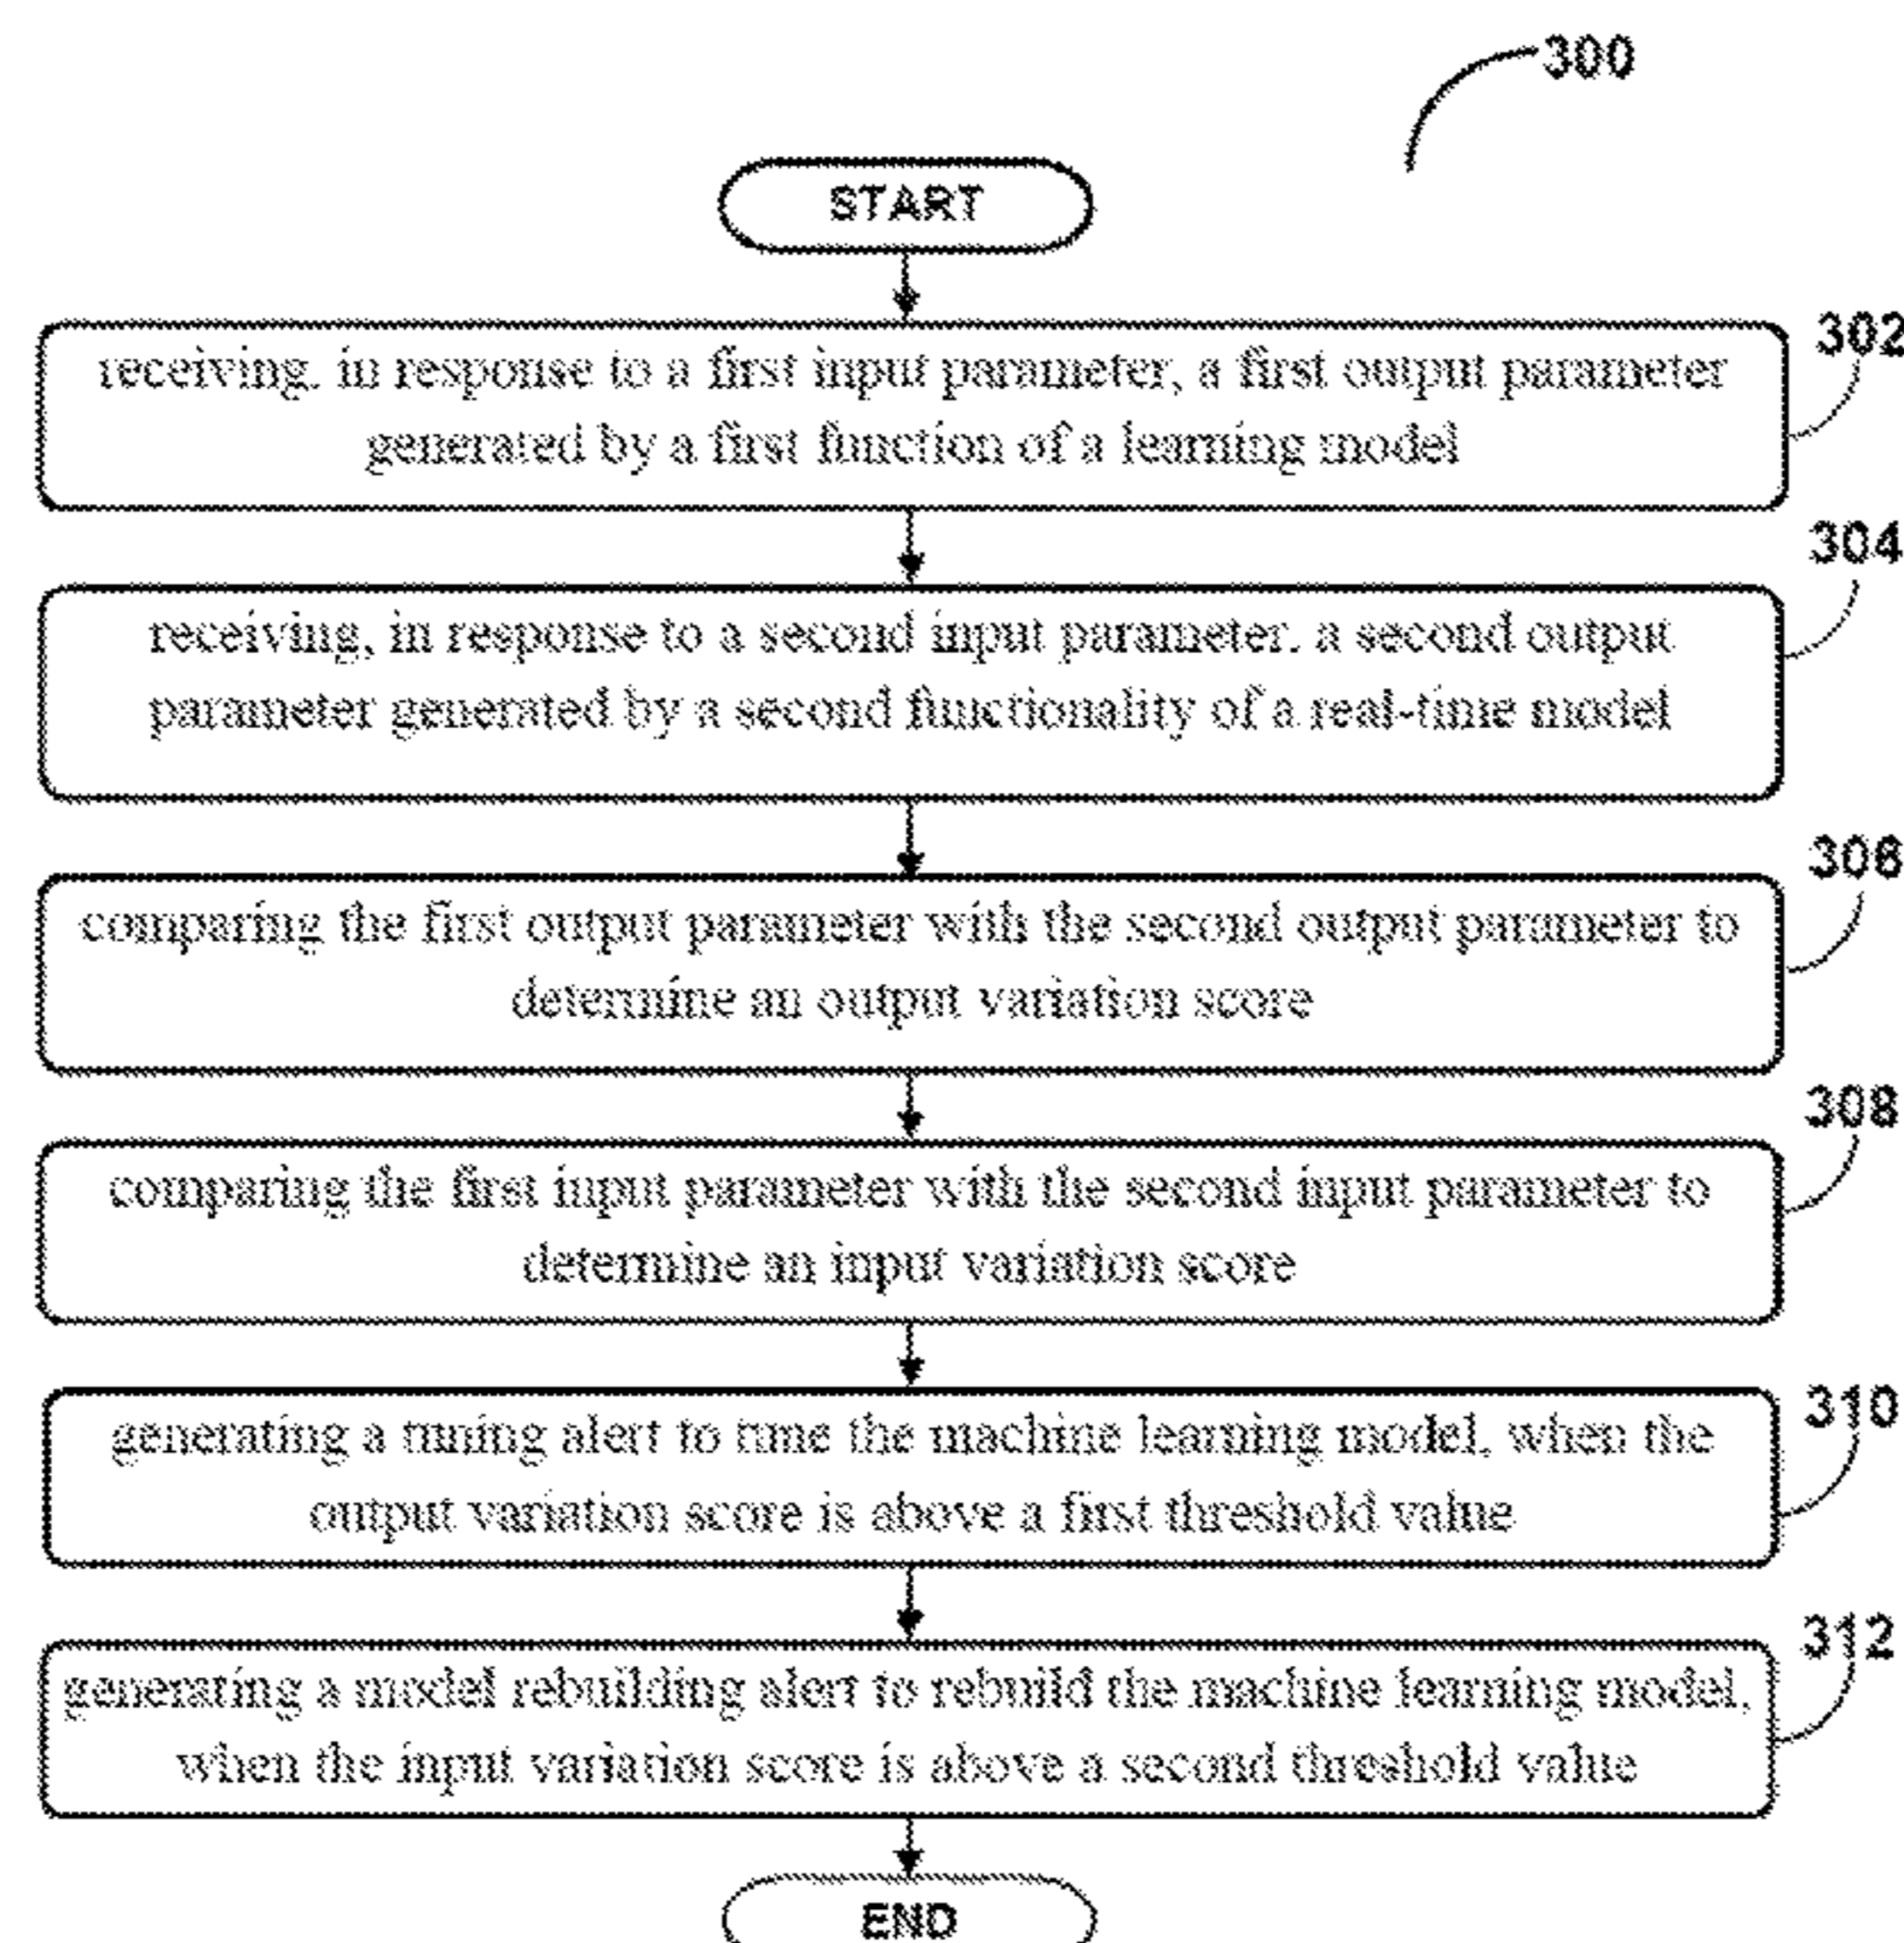 300
START
302
receiving, in response to a first input parameter, a first output parameter
generated by a first function of a learning model
304
receiving, in response to a second input parameter, a second output
parameter generated by a second functionality of a real-time model
306
comparing the first output parameter with the second output parameter to
determine an output variation score
308
comparing the first input parameter with the second input parameter to
determine an input variation score
310
generating a tuning alert to tune the machine learning model, when the
output variation score is above a first threshold value
312
generating a model rebuilding alert to rebuild the machine learning model,
when the input variation score is above a second threshold value
END